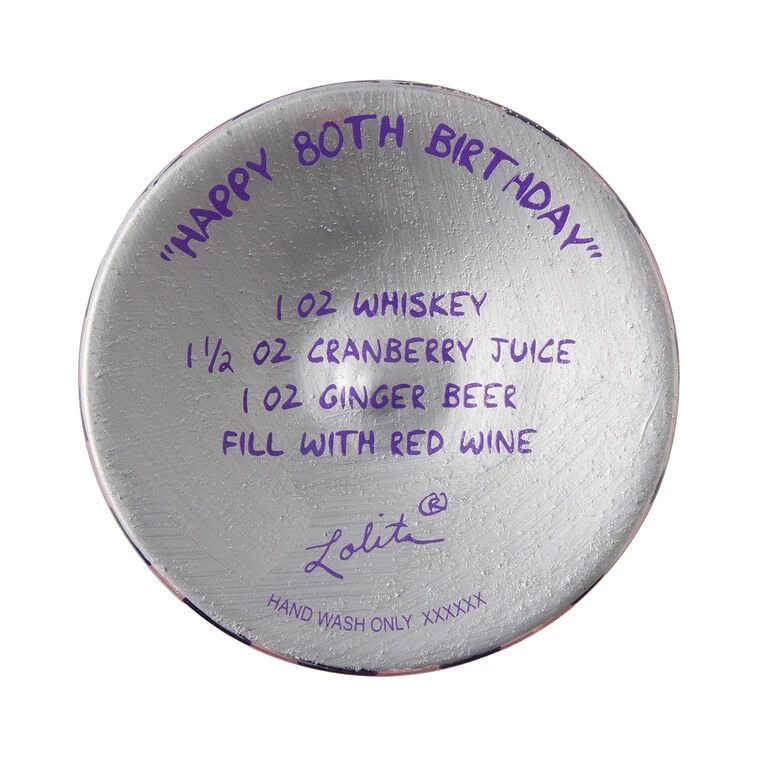 "HAPPY 80TH BIRTHDAY"
1 OZ WHISKEY
1 1/2 OZ CRANBERRY JUICE
1 OZ GINGER BEER
FILL WITH RED WINE
Lolita ®
HAND WASH ONLY XXXXXX